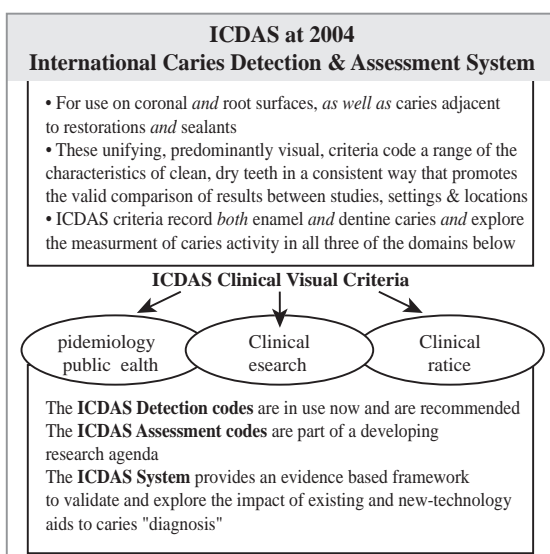 ICDAS at 2004
International Caries Detection & Assessment System
• For use on coronal and root surfaces, as well as caries adjacent
to restorations and sealants
• These unifying, predominantly visual, criteria code a range of the
characteristics of clean, dry teeth in a consistent way that promotes
the valid comparison of results between studies, settings & locations
• ICDAS criteria record both enamel and dentine caries and explore
the measurment of caries activity in all three of the domains below
ICDAS Clinical Visual Criteria
pidemiology
public ealth
Clinical
esearch
Clinical
ratice
The ICDAS Detection codes are in use now and are recommended
The ICDAS Assessment codes are part of a developing
research agenda
The ICDAS System provides an evidence based framework
to validate and explore the impact of existing and new-technology
aids to caries "diagnosis"